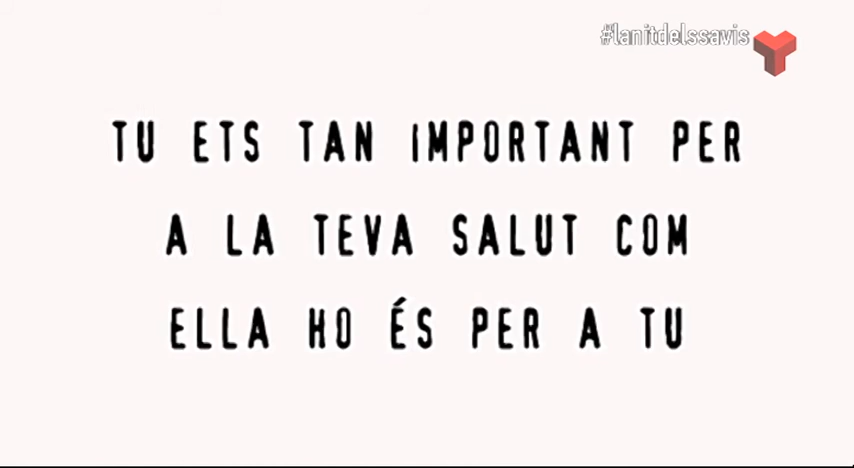 #lanitdelssavis
TU ETS TAN IMPORTANT PER
A LA TEVA SALUT COM
ELLA HO ÉS PER A TU